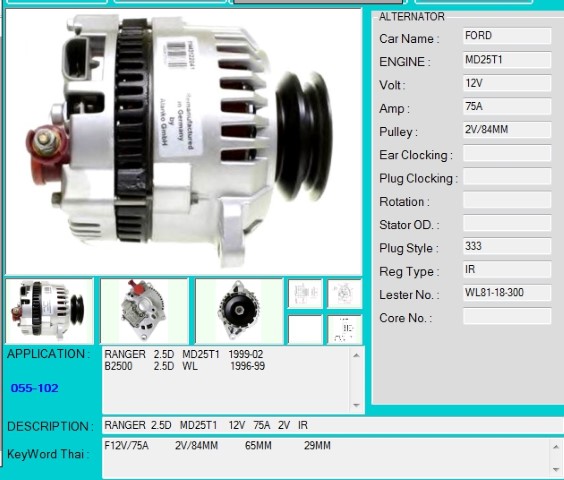 ALTERNATOR
Car Name : FORD
ENGINE : MD25T1
Volt : 12V
Amp : 75A
Pulley : 2V/84MM
Ear Clocking :
Plug Clocking :
Rotation :
Stator OD. :
Plug Style : 333
Reg Type : IR
Lester No. : WL81-18-300
Core No. :
Remanufactured
in Germany
by
Atanko GmbH
APPLICATION : RANGER 2.5D MD25T1 1999-02
B2500 2.5D WL 1996-99
055-102
DESCRIPTION : RANGER 2.5D MD25T1 12V 75A 2V IR
KeyWord Thai : F12V/75A 2V/84MM 65MM 29MM